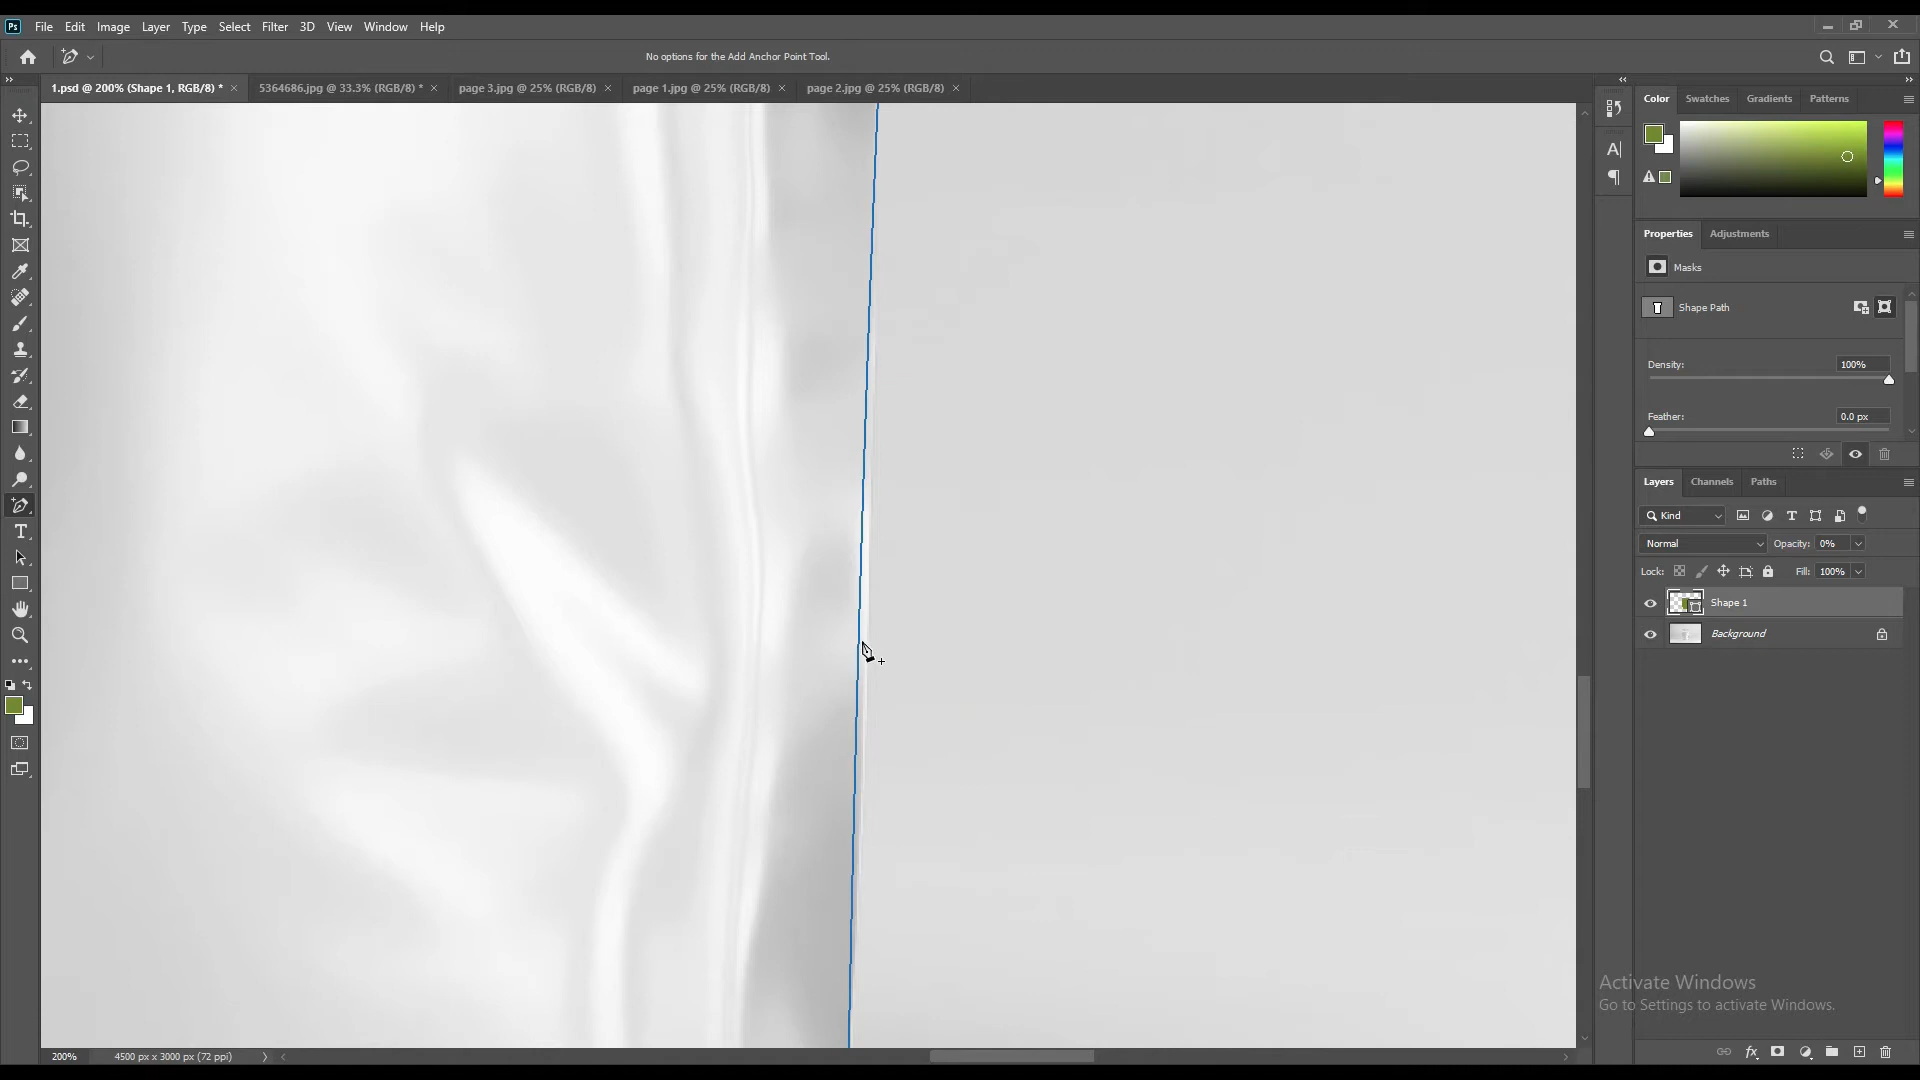 Ps File Edit Image Layer Type Select Filter 3D View Window Help
No options for the Add Anchor Point Tool.
1.psd @ 200% (Shape 1, RGB/8) * × 5364686.jpg @ 33.3% (RGB/8) * × page 3.jpg @ 25% (RGB/8) × page 1.jpg @ 25% (RGB/8) × page 2.jpg @ 25% (RGB/8) ×
Color Swatches Gradients Patterns
Properties Adjustments
Masks
Shape Path
Density: 100%
Feather: 0.0 px
Layers Channels Paths
Kind
Normal Opacity: 0%
Lock: Fill: 100%
Shape 1
Background
Activate Windows
Go to Settings to activate Windows.
200% 4500 px x 3000 px (72 ppi)